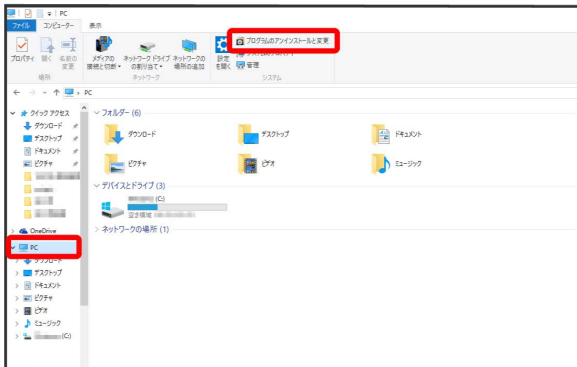 PC
ファイル コンピューター 表示
プロパティ 開く 名前の変更 メディアの接続と切断 ネットワーク ドライブの割り当て ネットワークの場所の追加 設定を開く プログラムのアンインストールと変更
管理
場所 ネットワーク システム
PC
クイック アクセス
ダウンロード
デスクトップ
ドキュメント
ピクチャ
OneDrive
PC
ダウンロード
デスクトップ
ドキュメント
ピクチャ
ビデオ
ミュージック
(C:)
フォルダー (6)
ダウンロード デスクトップ ドキュメント
ピクチャ ビデオ ミュージック
デバイスとドライブ (3)
(C:)
空き領域
ネットワークの場所 (1)